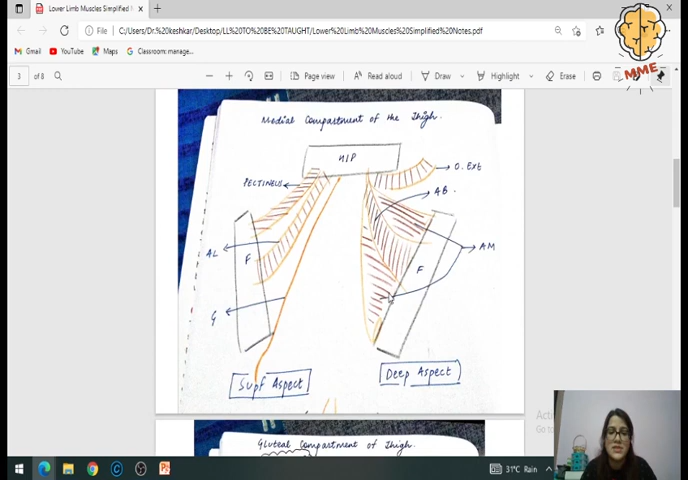 Lower Limb Muscles Simplified N
File
C:/Users/Dr.%20keshkar/Desktop/LL%20TO%20BE%20TAUGHT/Lower%20Limb%20Muscles%20Simplified%20Notes.pdf
Gmail
YouTube
Maps
Classroom: manage...
3
of 8
Page view
Read aloud
Draw
Highlight
Erase
MME
Medial Compartment of the Thigh.
HIP
PECTINEUS
O. Ext
AB.
AL
F
AM
F
G
Supf Aspect
Deep Aspect
Gluteal Compartment of Thigh.
31°C Rain